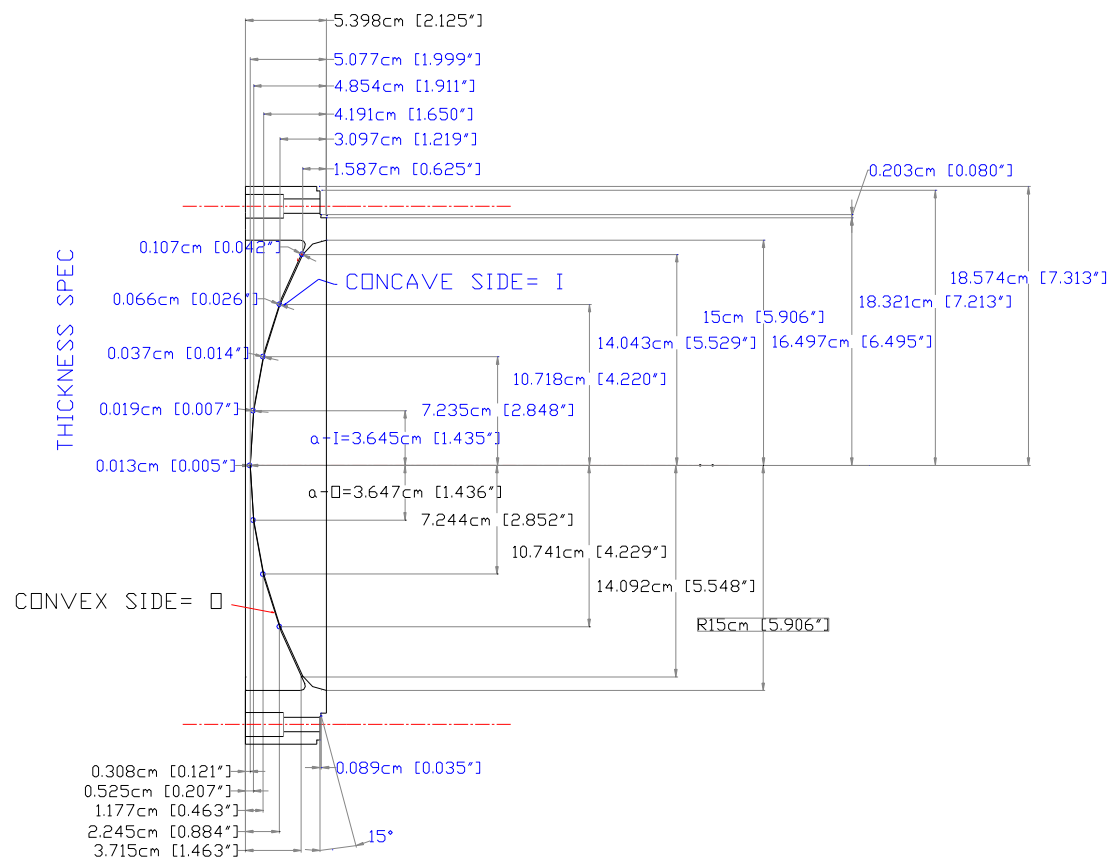 5.398cm [2.125″]
5.077cm [1.999″]
4.854cm [1.911″]
4.191cm [1.650″]
3.097cm [1.219″]
1.587cm [0.625″]
0.203cm [0.080″]
0.107cm [0.042″]
18.574cm [7.313″]
CONCAVE SIDE= I
0.066cm [0.026″]
18.321cm [7.213″]
15cm [5.906″]
THICKNESS SPEC
14.043cm [5.529″]
16.497cm [6.495″]
0.037cm [0.014″]
10.718cm [4.220″]
0.019cm [0.007″]
7.235cm [2.848″]
a-I=3.645cm [1.435″]
0.013cm [0.005″]
a-O=3.647cm [1.436″]
7.244cm [2.852″]
10.741cm [4.229″]
14.092cm [5.548″]
CONVEX SIDE= O
R15cm [5.906″]
0.308cm [0.121″]
0.089cm [0.035″]
0.525cm [0.207″]
1.177cm [0.463″]
2.245cm [0.884″]
15°
3.715cm [1.463″]